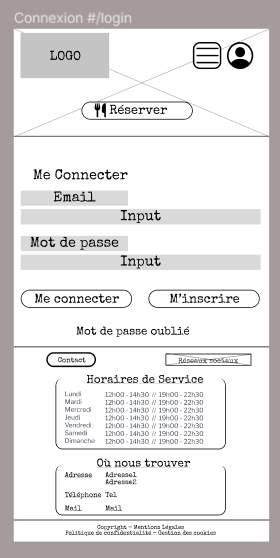 Connexion #/login
LOGO
Réserver
Me Connecter
Email
Input
Mot de passe
Input
Me connecter
M'inscrire
Mot de passe oublié
Contact
Réseaux sociaux
Horaires de Service
Lundi 12h00 - 14h30 // 19h00 - 22h30
Mardi 12h00 - 14h30 // 19h00 - 22h30
Mercredi 12h00 - 14h30 // 19h00 - 22h30
Jeudi 12h00 - 14h30 // 19h00 - 22h30
Vendredi 12h00 - 14h30 // 19h00 - 22h30
Samedi 12h00 - 14h30 // 19h00 - 22h30
Dimanche 12h00 - 14h30 // 19h00 - 22h30
Où nous trouver
Adresse Adresse1
Adresse2
Téléphone Tel
Mail Mail
Copyright - Mentions Légales
Politique de confidentialité - Gestion des cookies